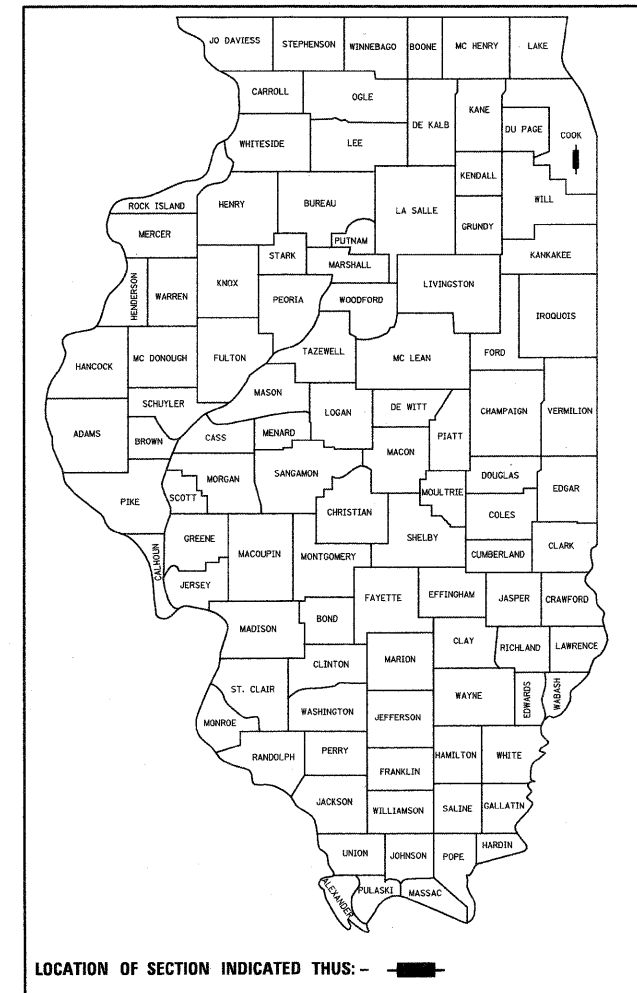 JO DAVIESS
STEPHENSON
WINNEBAGO
BOONE
MC HENRY
LAKE
CARROLL
OGLE
DE KALB
KANE
DU PAGE
COOK
WHITESIDE
LEE
KENDALL
WILL
ROCK ISLAND
HENRY
BUREAU
LA SALLE
GRUNDY
MERCER
PUTNAM
STARK
MARSHALL
KANKAKEE
HENDERSON
WARREN
KNOX
PEORIA
WOODFORD
LIVINGSTON
IROQUOIS
HANCOCK
MC DONOUGH
FULTON
TAZEWELL
MC LEAN
FORD
MASON
SCHUYLER
LOGAN
DE WITT
CHAMPAIGN
VERMILION
ADAMS
BROWN
CASS
MENARD
MACON
PIATT
PIKE
SCOTT
MORGAN
SANGAMON
MOULTRIE
DOUGLAS
EDGAR
CHRISTIAN
COLES
CALHOUN
GREENE
MACOUPIN
MONTGOMERY
SHELBY
CUMBERLAND
CLARK
JERSEY
FAYETTE
EFFINGHAM
JASPER
CRAWFORD
MADISON
BOND
CLAY
RICHLAND
LAWRENCE
CLINTON
MARION
ST. CLAIR
WAYNE
EDWARDS
WABASH
MONROE
WASHINGTON
JEFFERSON
RANDOLPH
PERRY
HAMILTON
WHITE
FRANKLIN
JACKSON
WILLIAMSON
SALINE
GALLATIN
UNION
JOHNSON
POPE
HARDIN
ALEXANDER
PULASKI
MASSAC
LOCATION OF SECTION INDICATED THUS: -